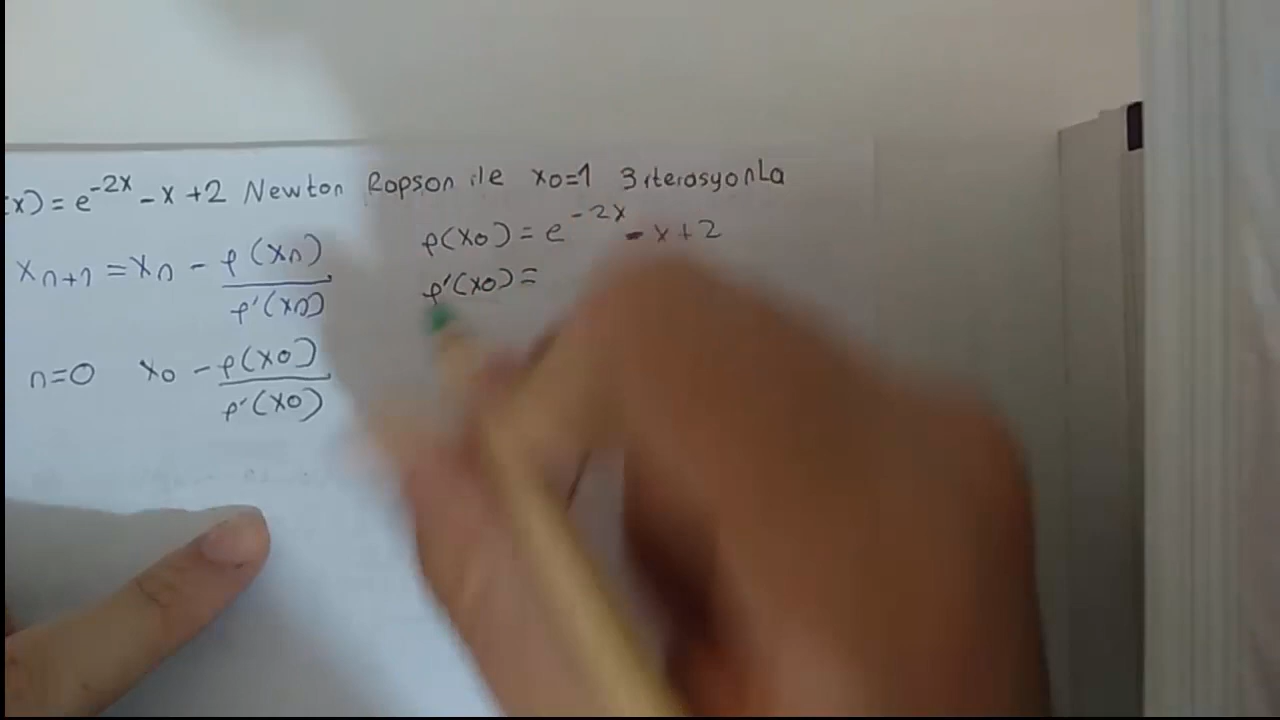 (x) = e^-2x - x + 2 Newton Rapson ile x0=1 3 iterasyonla
x n+1 = xn - f(xn) / f'(xn)
n=0 x0 - f(x0) / f'(x0)
f(x0) = e^-2x - x + 2
f'(x0) =